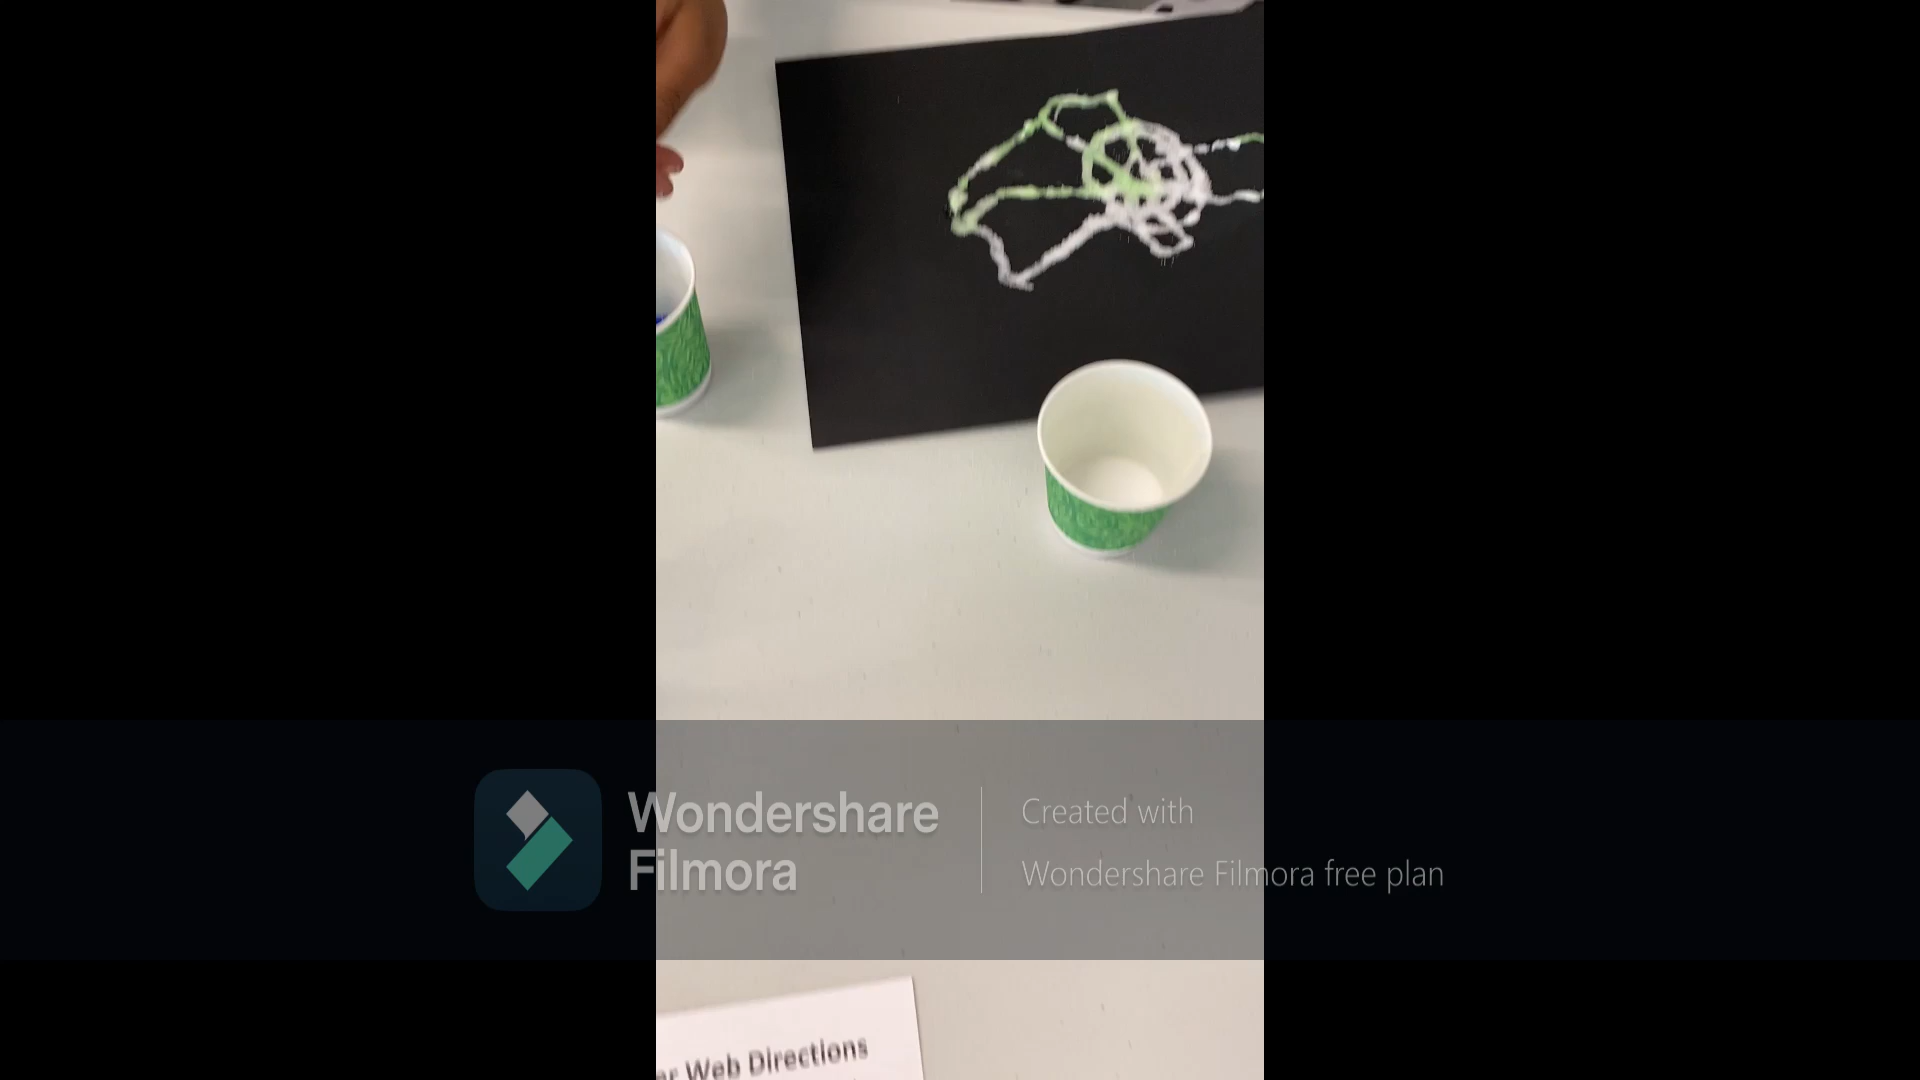 Wondershare
Filmora
Created with
Wondershare Filmora free plan
Web Directions